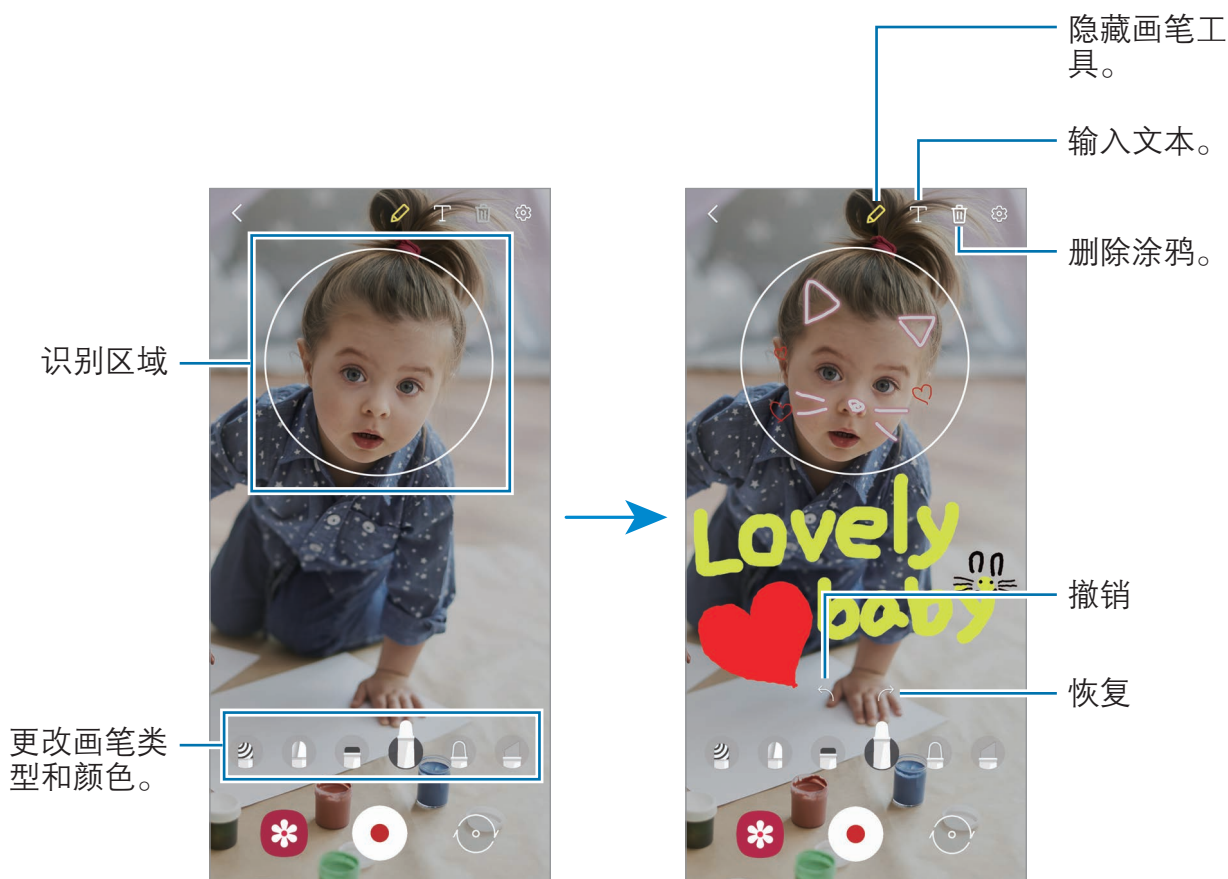 隐藏画笔工
具。
输入文本。
删除涂鸦。
识别区域
Lovely
baby
撤销
恢复
更改画笔类
型和颜色。